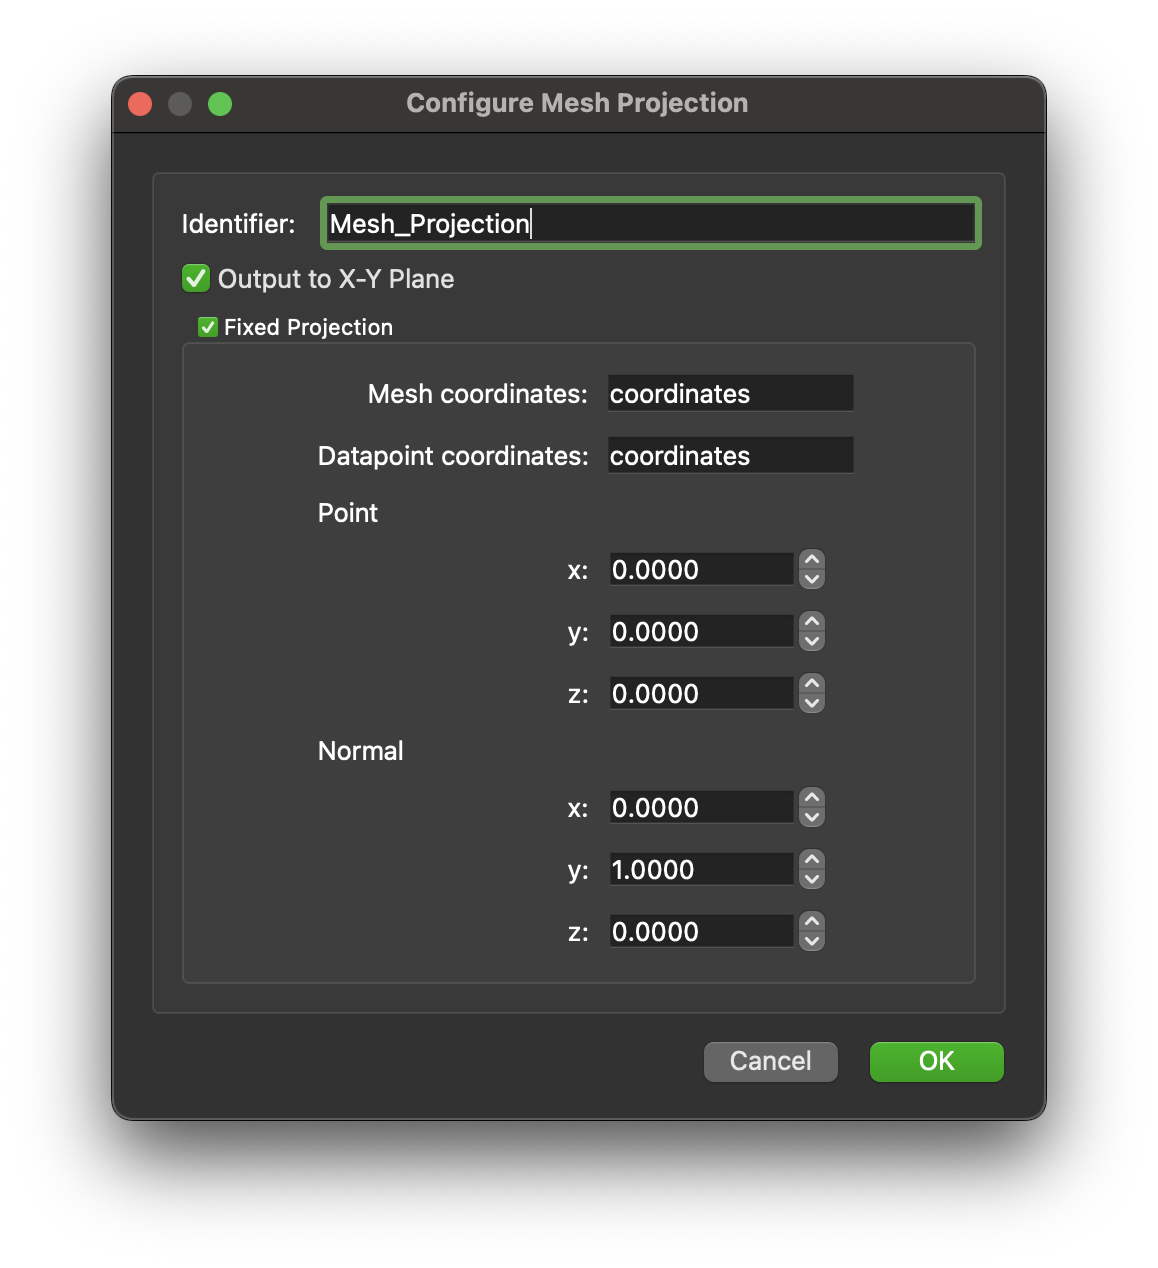 Configure Mesh Projection
Identifier: Mesh_Projection
Output to X-Y Plane
Fixed Projection
Mesh coordinates: coordinates
Datapoint coordinates: coordinates
Point
x: 0.0000
y: 0.0000
z: 0.0000
Normal
x: 0.0000
y: 1.0000
z: 0.0000
Cancel OK